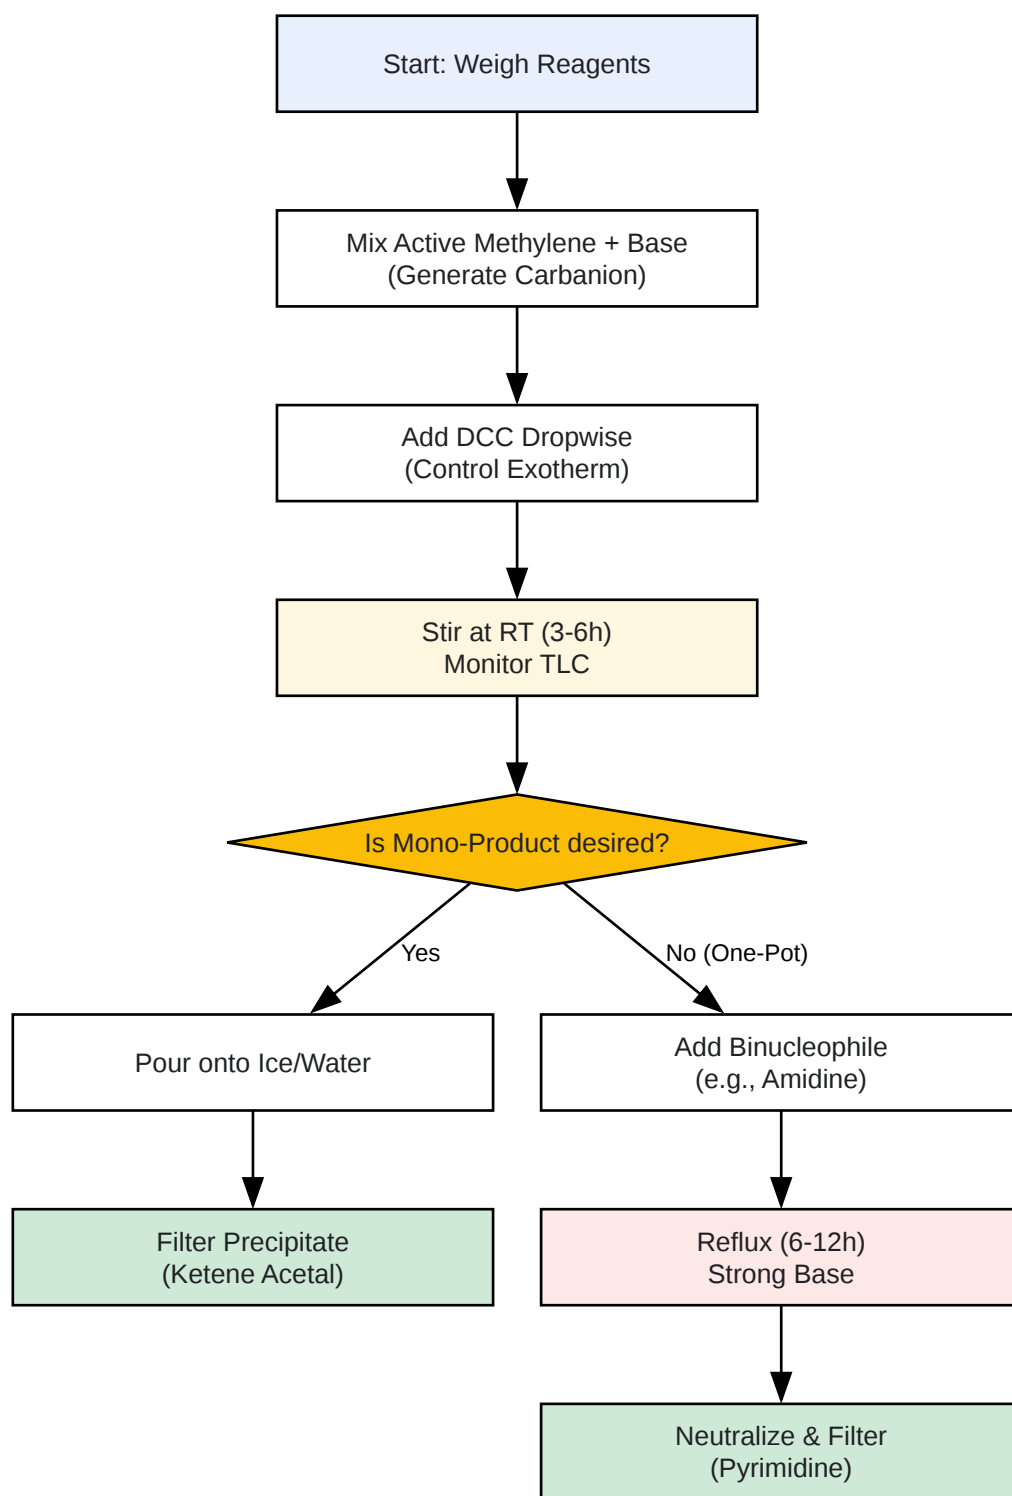 Start: Weigh Reagents
Mix Active Methylene + Base
(Generate Carbanion)
Add DCC Dropwise
(Control Exotherm)
Stir at RT (3-6h)
Monitor TLC
Is Mono-Product desired?
Yes
No (One-Pot)
Pour onto Ice/Water
Add Binucleophile
(e.g., Amidine)
Filter Precipitate
(Ketene Acetal)
Reflux (6-12h)
Strong Base
Neutralize & Filter
(Pyrimidine)